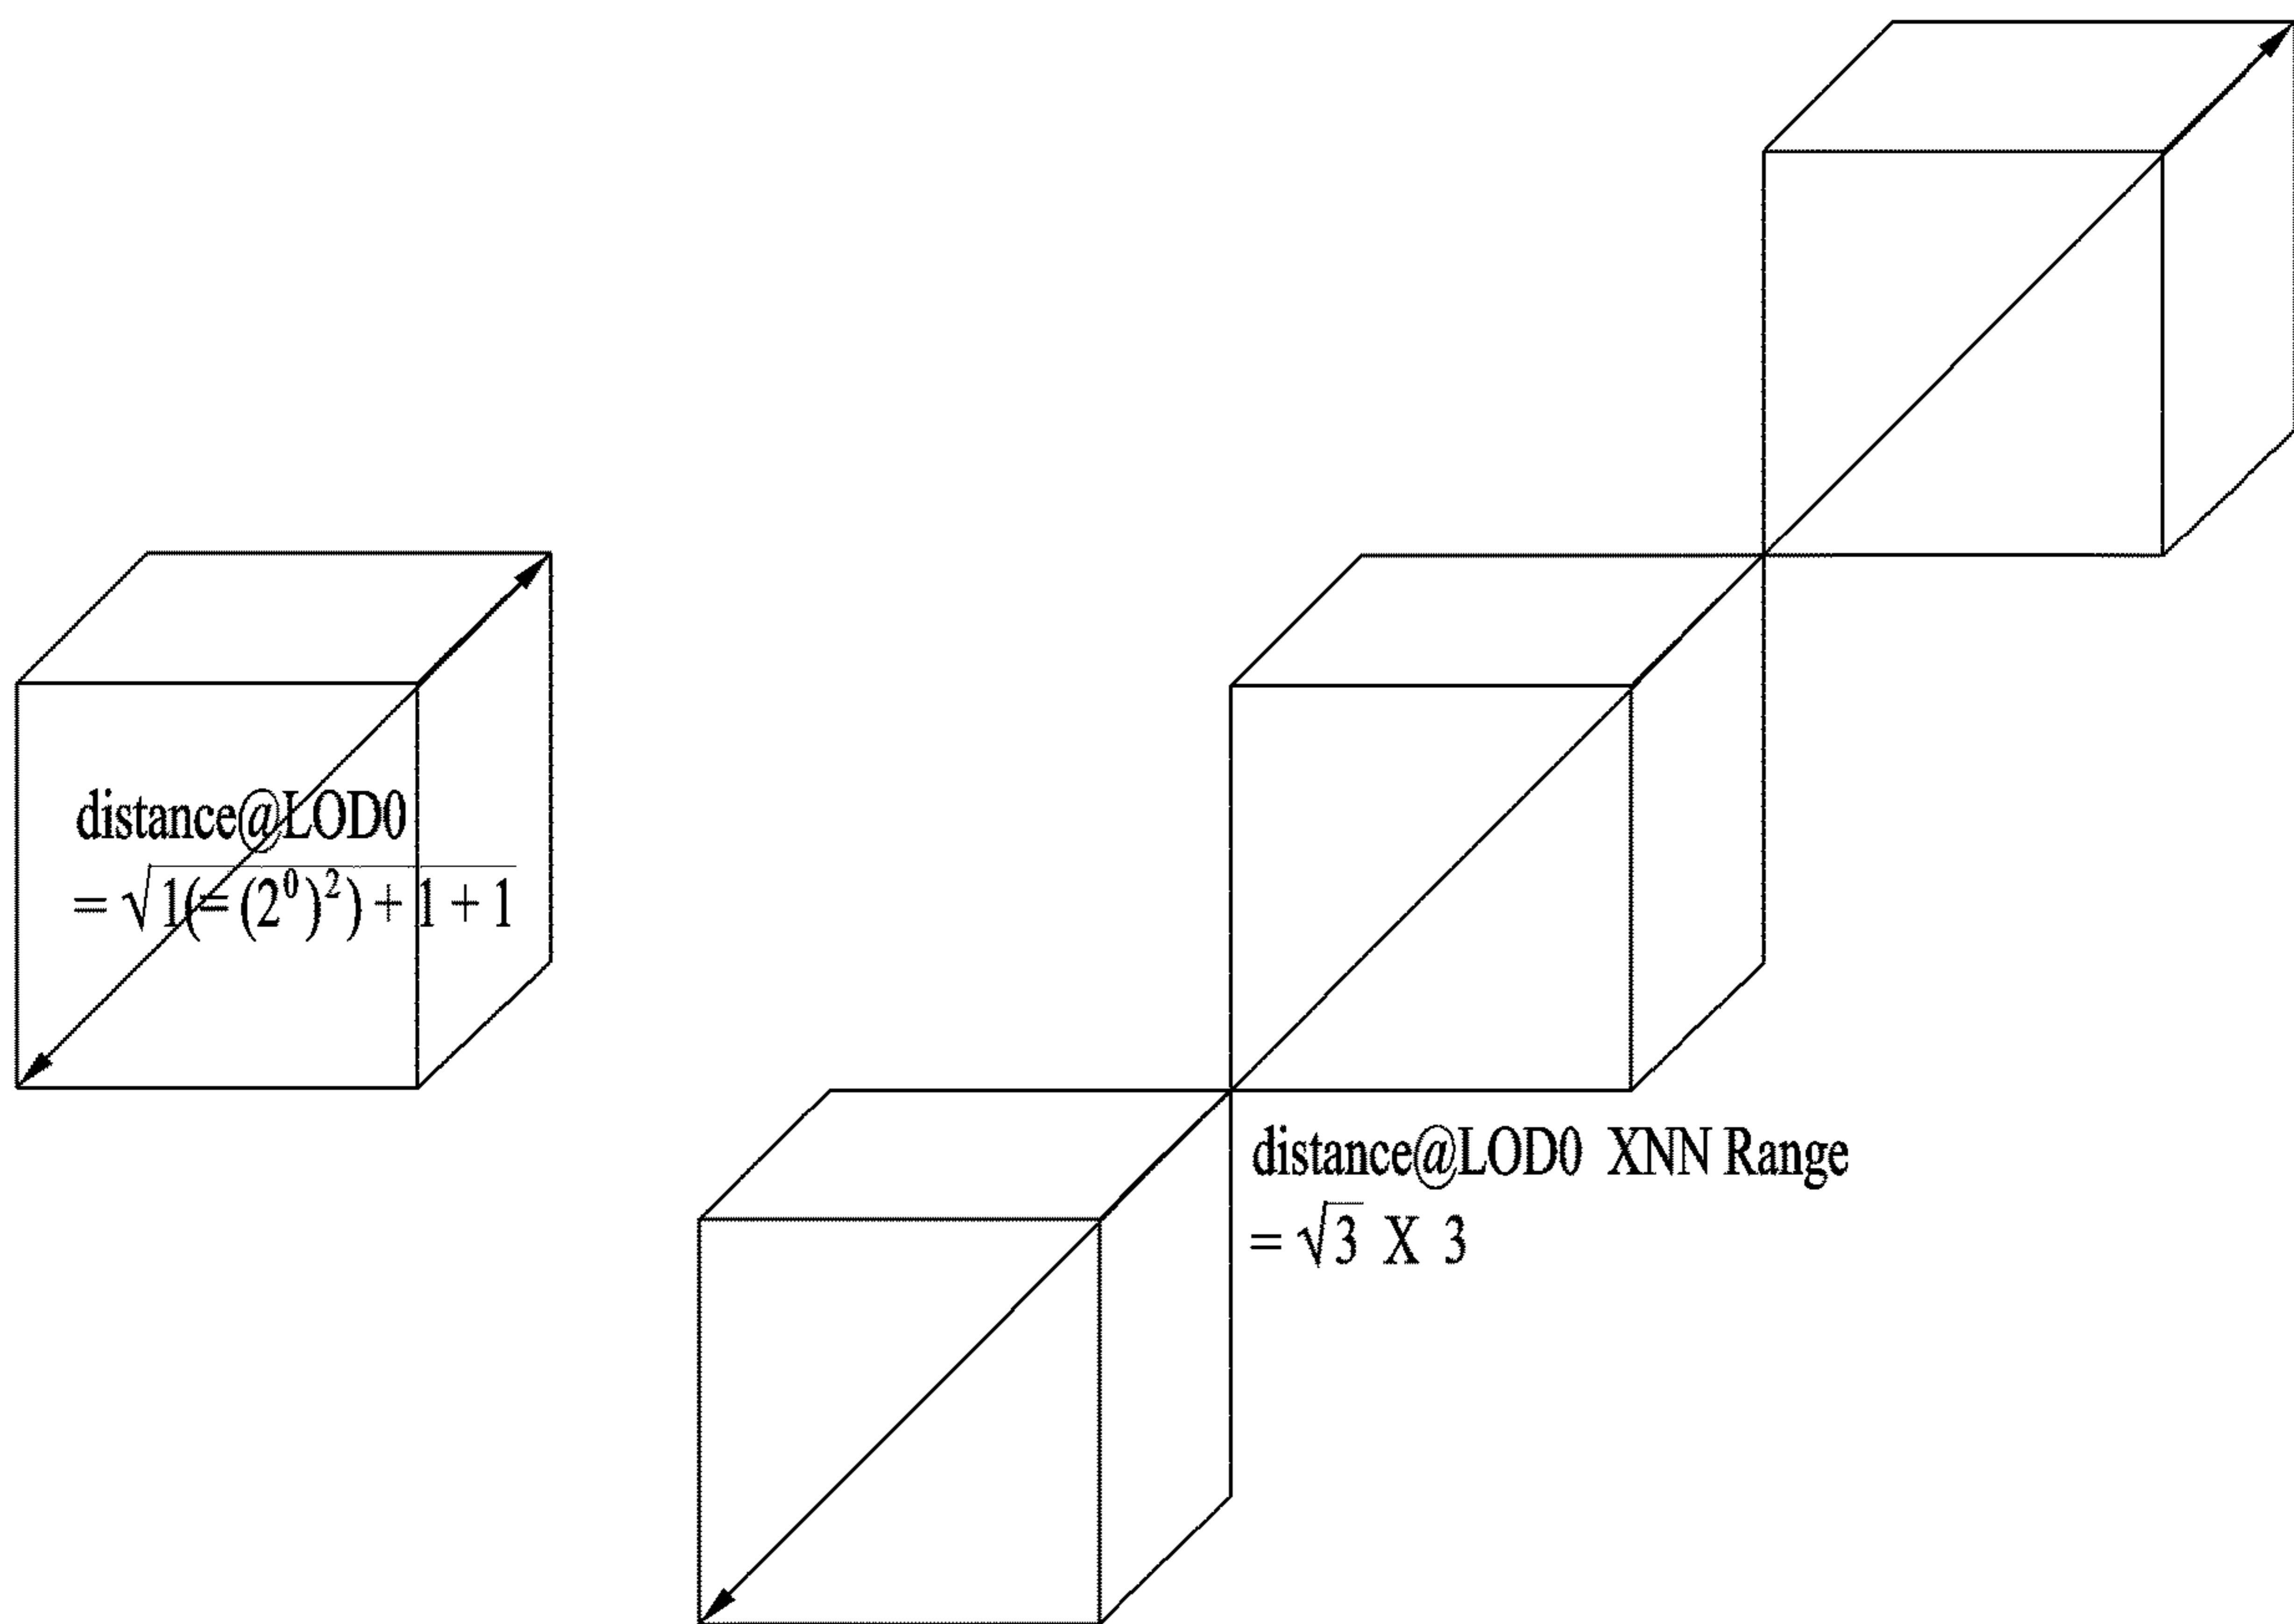 distance@LOD0
= √1(=(2⁰)²) + 1 + 1
distance@LOD0 XNN Range
= √3 X 3